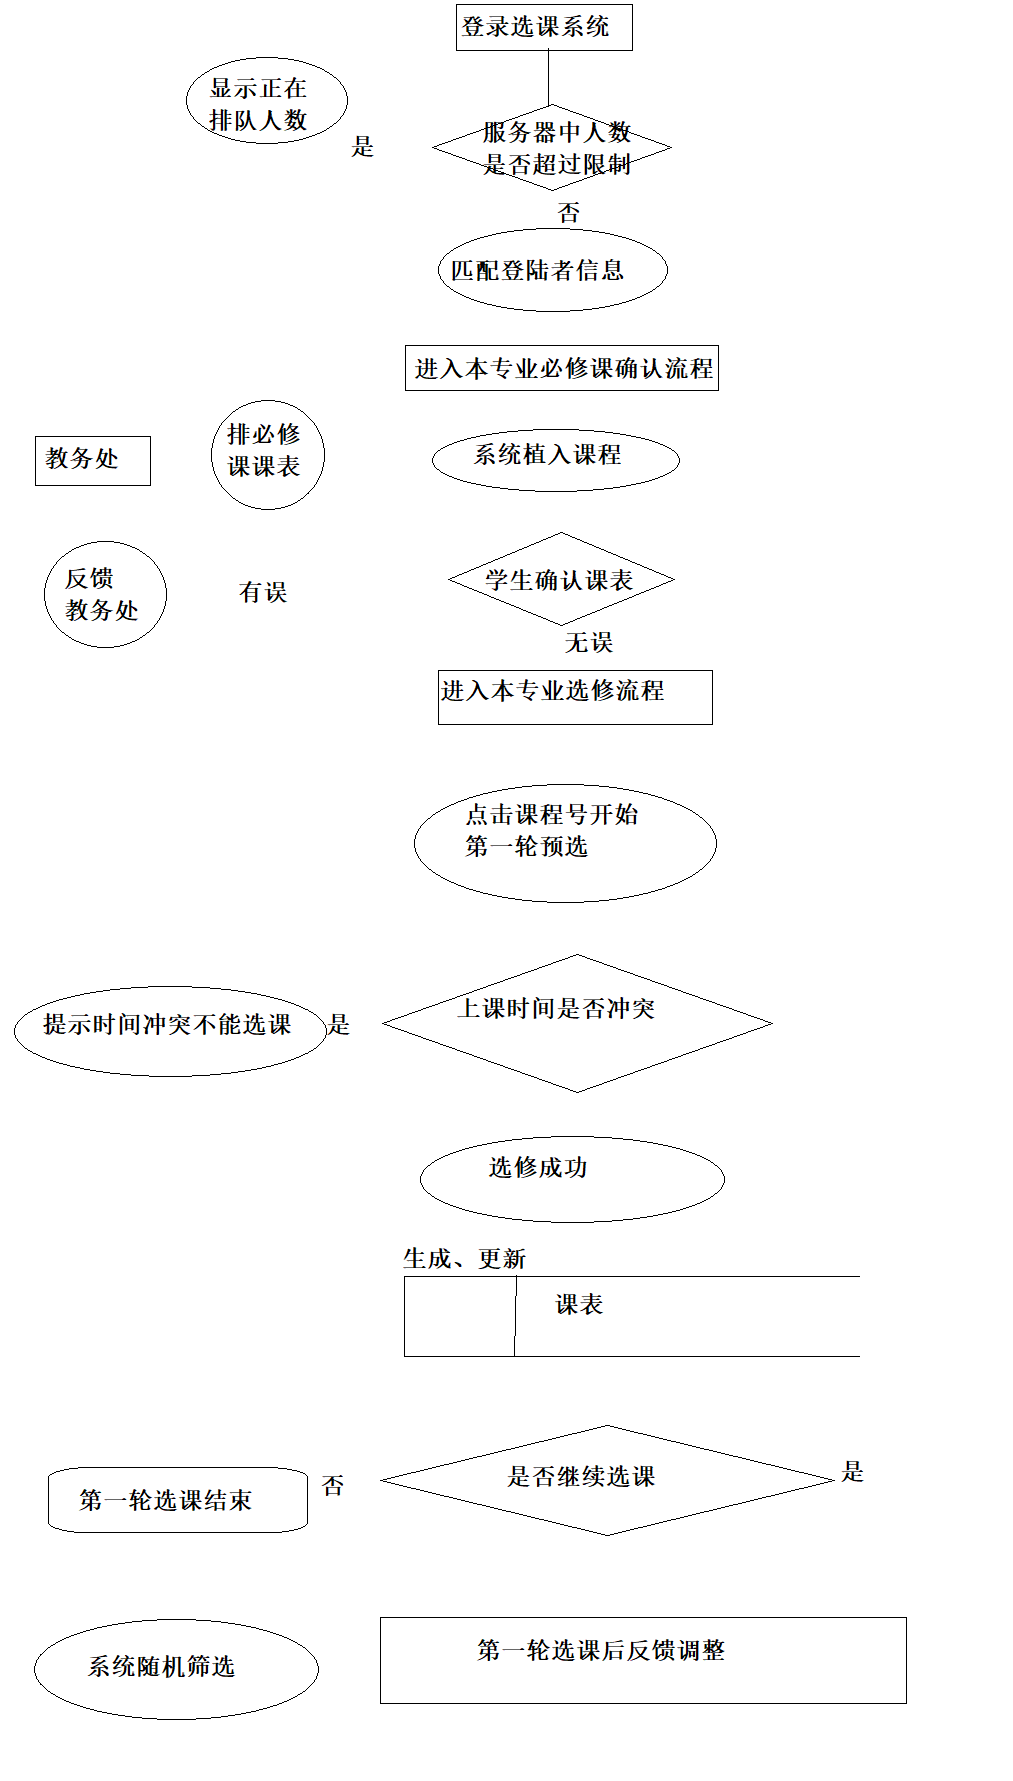 登录选课系统
显示正在
排队人数
是
服务器中人数
是否超过限制
否
匹配登陆者信息
进入本专业必修课确认流程
教务处
排必修
课课表
系统植入课程
反馈
教务处
有误
学生确认课表
无误
进入本专业选修流程
点击课程号开始
第一轮预选
提示时间冲突不能选课
是
上课时间是否冲突
选修成功
生成、更新
课表
第一轮选课结束
否
是否继续选课
是
系统随机筛选
第一轮选课后反馈调整